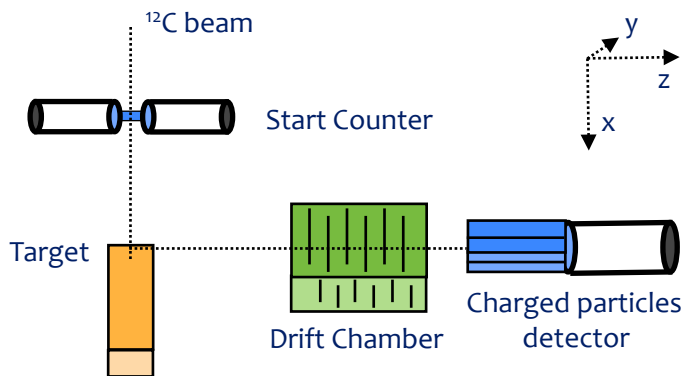 ¹²C beam
y
z
x
Start Counter
Target
Drift Chamber
Charged particles
detector